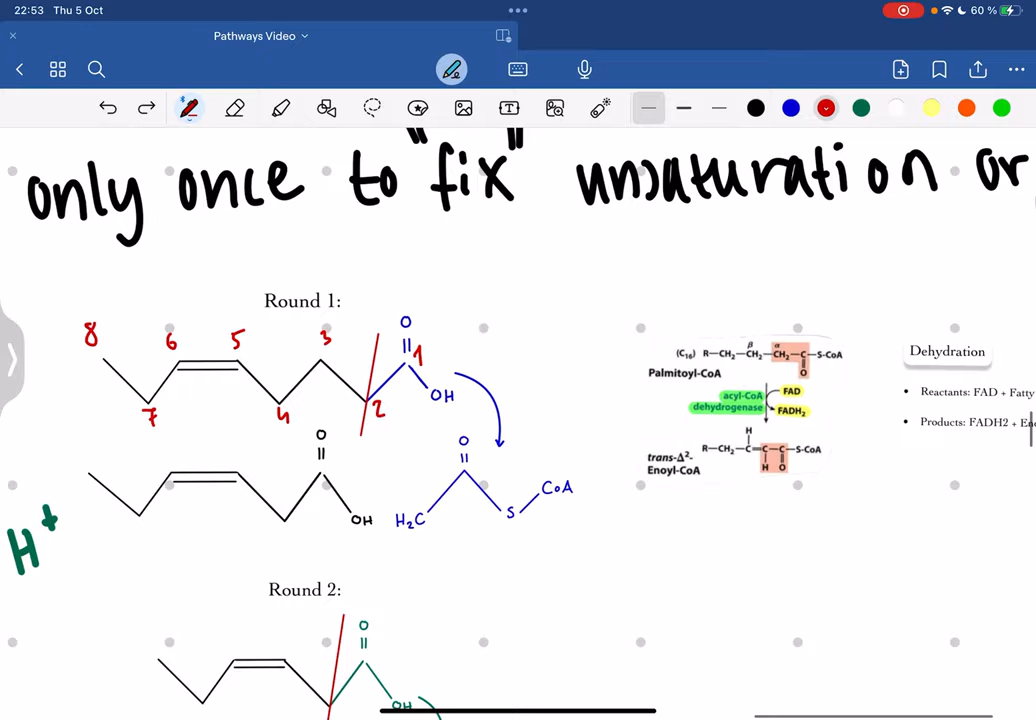 22:53 Thu 5 Oct
60 %
Pathways Video
only once to "fix" unsaturation or
Round 1:
8 6 5 3 1
7 4 2
O
OH
O
OH
O
H₂C S CoA
H+
(C₁₆) R—CH₂—CH₂—CH₂—C—S-CoA
β α
O
Palmitoyl-CoA
acyl-CoA
dehydrogenase
FAD
FADH₂
H
R—CH₂—C=C—C—S-CoA
H O
trans-Δ²-
Enoyl-CoA
Dehydration
• Reactants: FAD + Fatty
• Products: FADH2 +
Round 2:
O
OH